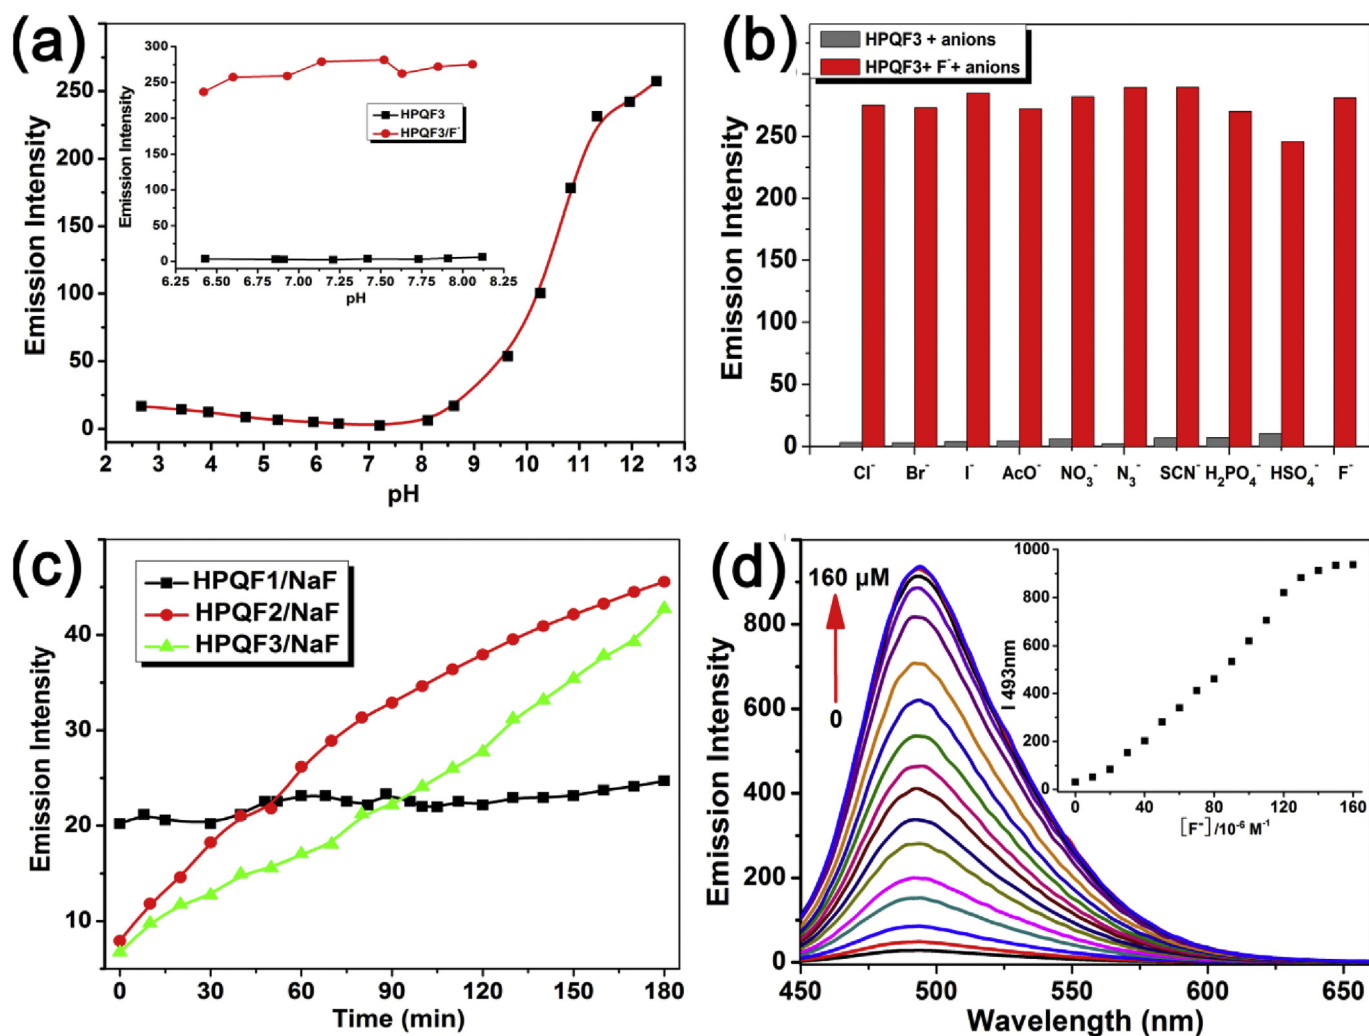 (a)
Emission Intensity
250
200
150
100
50
0
2 3 4 5 6 7 8 9 10 11 12 13
pH
Emission Intensity
300
250
200
150
100
50
0
6.25 6.50 6.75 7.00 7.25 7.50 7.75 8.00 8.25
pH
HPQF3
HPQF3/F⁻
(b)
HPQF3 + anions
HPQF3+ F⁻+ anions
Emission Intensity
250
200
150
100
50
0
Cl⁻ Br⁻ I⁻ AcO⁻ NO₃⁻ N₃⁻ SCN⁻ H₂PO₄⁻ HSO₄⁻ F⁻
(c)
HPQF1/NaF
HPQF2/NaF
HPQF3/NaF
Emission Intensity
40
30
20
10
0 30 60 90 120 150 180
Time (min)
(d)
160 µM
0
Emission Intensity
800
600
400
200
0
450 500 550 600 650
Wavelength (nm)
I 493nm
1000
800
600
400
200
0
0 40 80 120 160
[F⁻]/10⁻⁶ M⁻¹